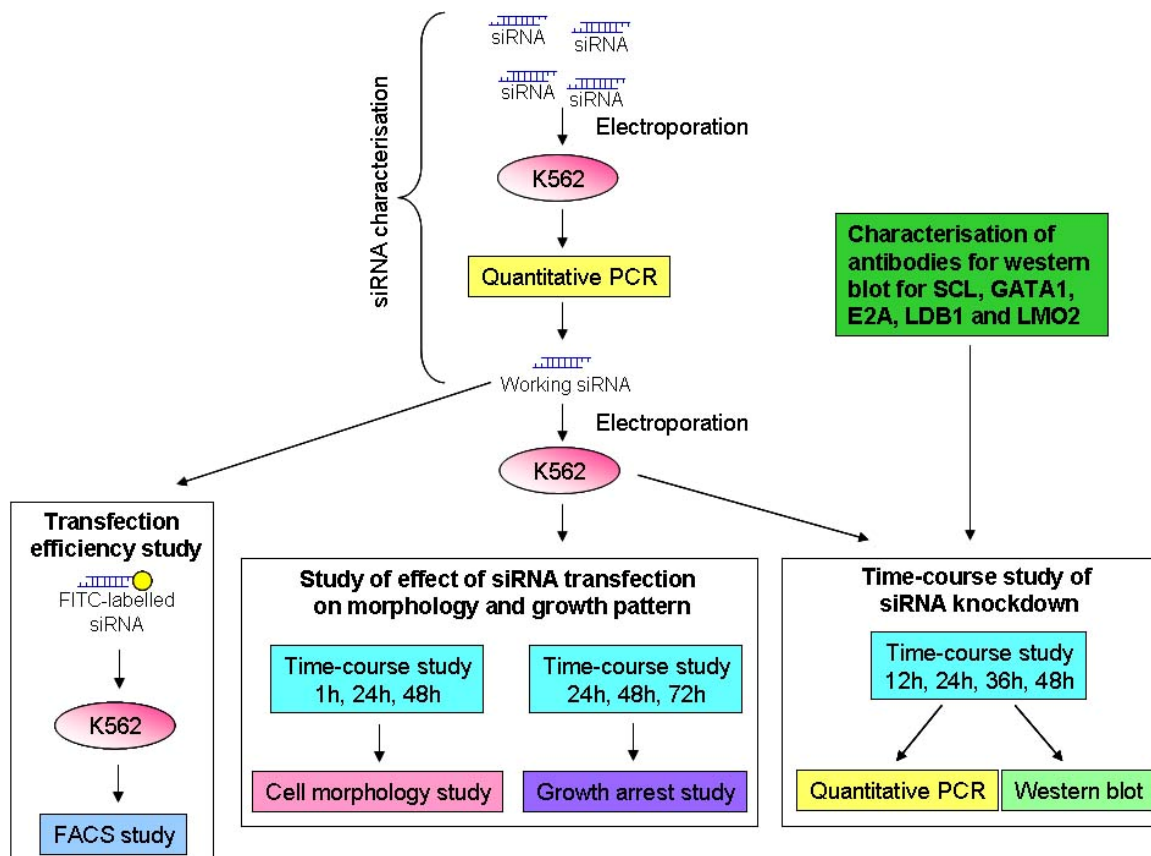 siRNA
siRNA
siRNA
siRNA
siRNA characterisation
Electroporation
K562
Quantitative PCR
Working siRNA
Electroporation
K562
Characterisation of
antibodies for western
blot for SCL, GATA1,
E2A, LDB1 and LMO2
Transfection
efficiency study
FITC-labelled
siRNA
K562
FACS study
Study of effect of siRNA transfection
on morphology and growth pattern
Time-course study
1h, 24h, 48h
Cell morphology study
Time-course study
24h, 48h, 72h
Growth arrest study
Time-course study of
siRNA knockdown
Time-course study
12h, 24h, 36h, 48h
Quantitative PCR
Western blot